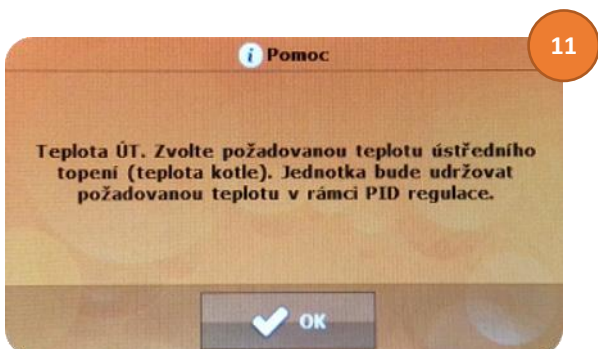 Pomoc
11
Teplota ÚT. Zvolte požadovanou teplotu ústředního
topení (teplota kotle). Jednotka bude udržovat
požadovanou teplotu v rámci PID regulace.
OK